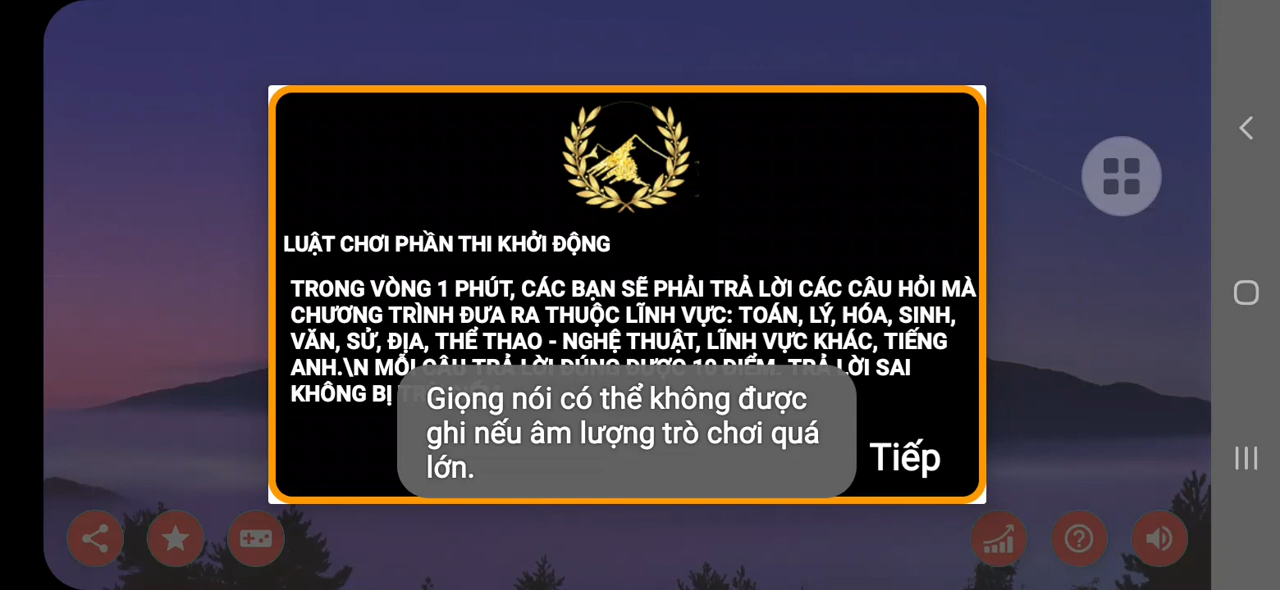 LUẬT CHƠI PHẦN THI KHỞI ĐỘNG
TRONG VÒNG 1 PHÚT, CÁC BẠN SẼ PHẢI TRẢ LỜI CÁC CÂU HỎI MÀ
CHƯƠNG TRÌNH ĐƯA RA THUỘC LĨNH VỰC: TOÁN, LÝ, HÓA, SINH,
VĂN, SỬ, ĐỊA, THỂ THAO - NGHỆ THUẬT, LĨNH VỰC KHÁC, TIẾNG
ANH.\N MỖI CÂU TRẢ LỜI ĐÚNG ĐƯỢC 10 ĐIỂM. TRẢ LỜI SAI
KHÔNG BỊ TRỪ ĐIỂM
Giọng nói có thể không được
ghi nếu âm lượng trò chơi quá
lớn.
Tiếp